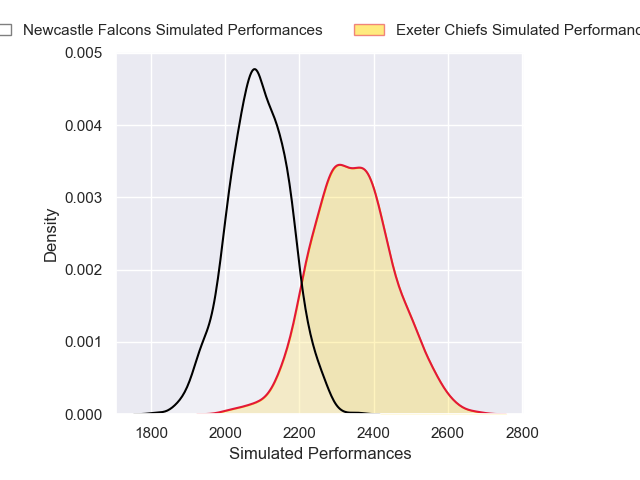 Newcastle Falcons Simulated Performances
Exeter Chiefs Simulated
0.005
0.004
0.003
0.002
0.001
0.000
Density
1800 2000 2200 2400 2600 2800
Simulated Performances